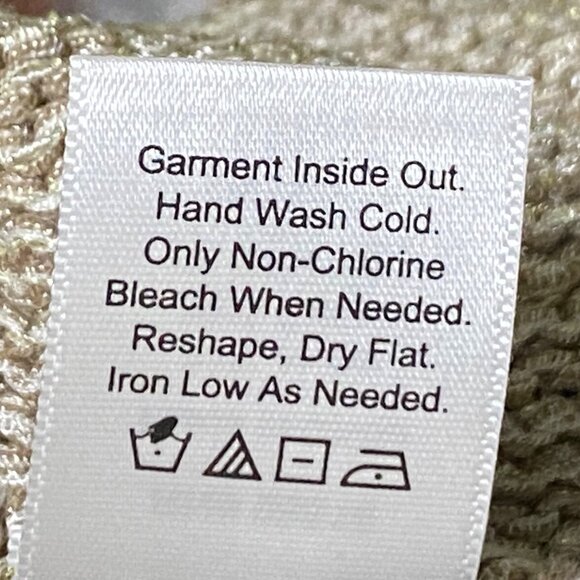 Garment Inside Out.
Hand Wash Cold.
Only Non-Chlorine
Bleach When Needed.
Reshape, Dry Flat.
Iron Low As Needed.